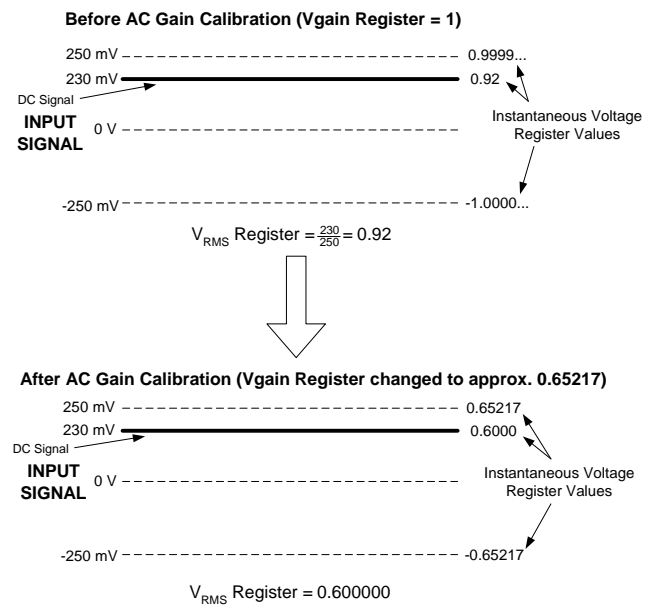 Before AC Gain Calibration (Vgain Register = 1)
250 mV 0.9999...
230 mV 0.92
DC Signal
INPUT
SIGNAL
0 V
Instantaneous Voltage
Register Values
-250 mV -1.0000...
VRMS Register = 230/250 = 0.92
After AC Gain Calibration (Vgain Register changed to approx. 0.65217)
250 mV 0.65217
230 mV 0.6000
DC Signal
INPUT
SIGNAL
0 V
Instantaneous Voltage
Register Values
-250 mV -0.65217
VRMS Register = 0.600000